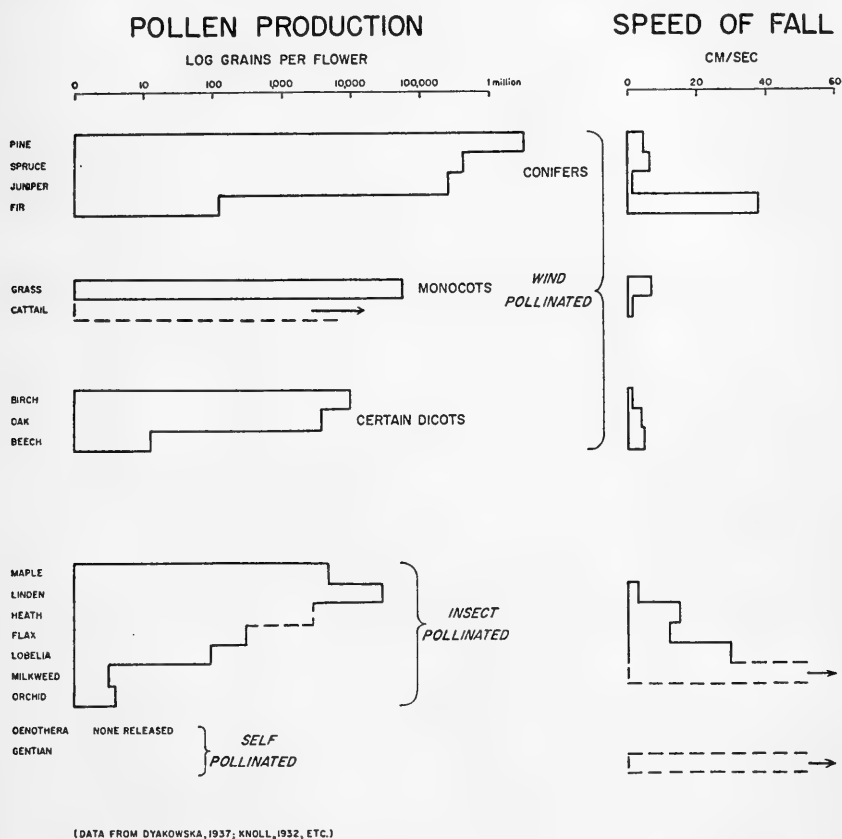 POLLEN PRODUCTION
LOG GRAINS PER FLOWER
0 10 100 1,000 10,000 100,000 1 million
SPEED OF FALL
CM/SEC
0 20 40 60
PINE
SPRUCE
JUNIPER
FIR
CONIFERS
GRASS
CATTAIL
MONOCOTS
WIND
POLLINATED
BIRCH
OAK
BEECH
CERTAIN DICOTS
MAPLE
LINDEN
HEATH
FLAX
LOBELIA
MILKWEED
ORCHID
INSECT
POLLINATED
OENOTHERA NONE RELEASED
GENTIAN
SELF
POLLINATED
(DATA FROM DYAKOWSKA, 1937; KNOLL, 1932, ETC.)